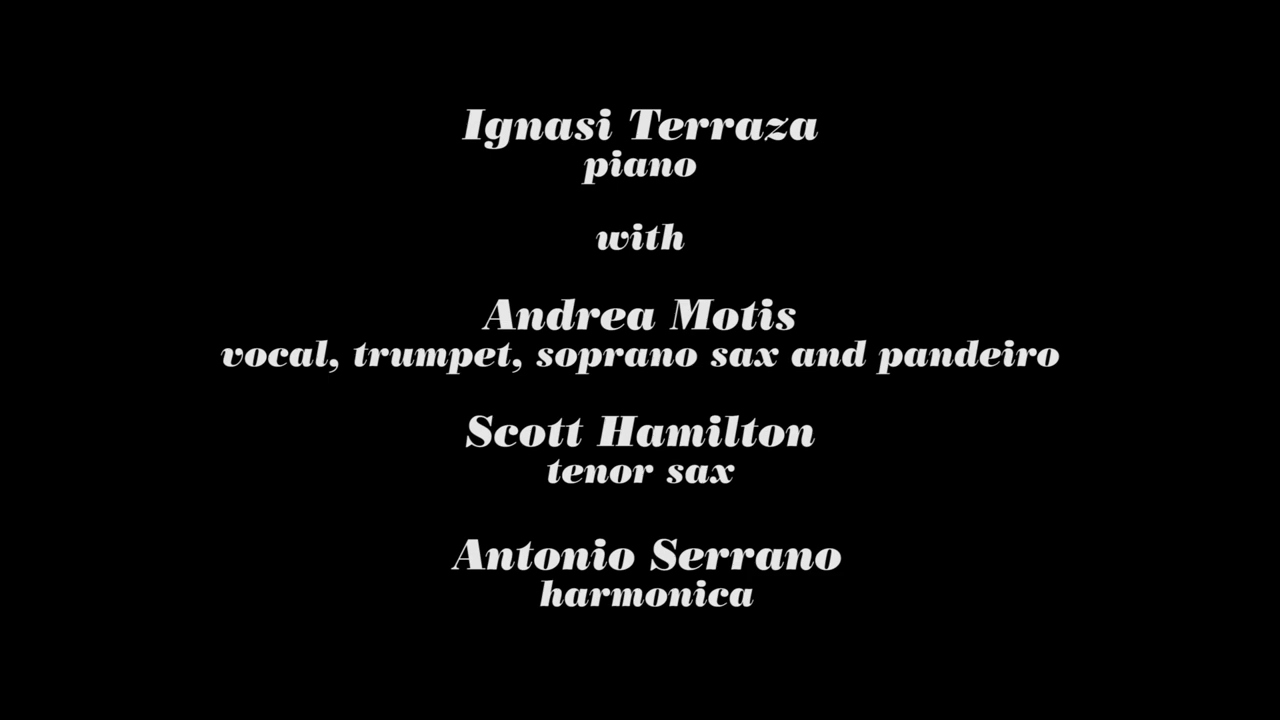 Ignasi Terraza
piano
with
Andrea Motis
vocal, trumpet, soprano sax and pandeiro
Scott Hamilton
tenor sax
Antonio Serrano
harmonica